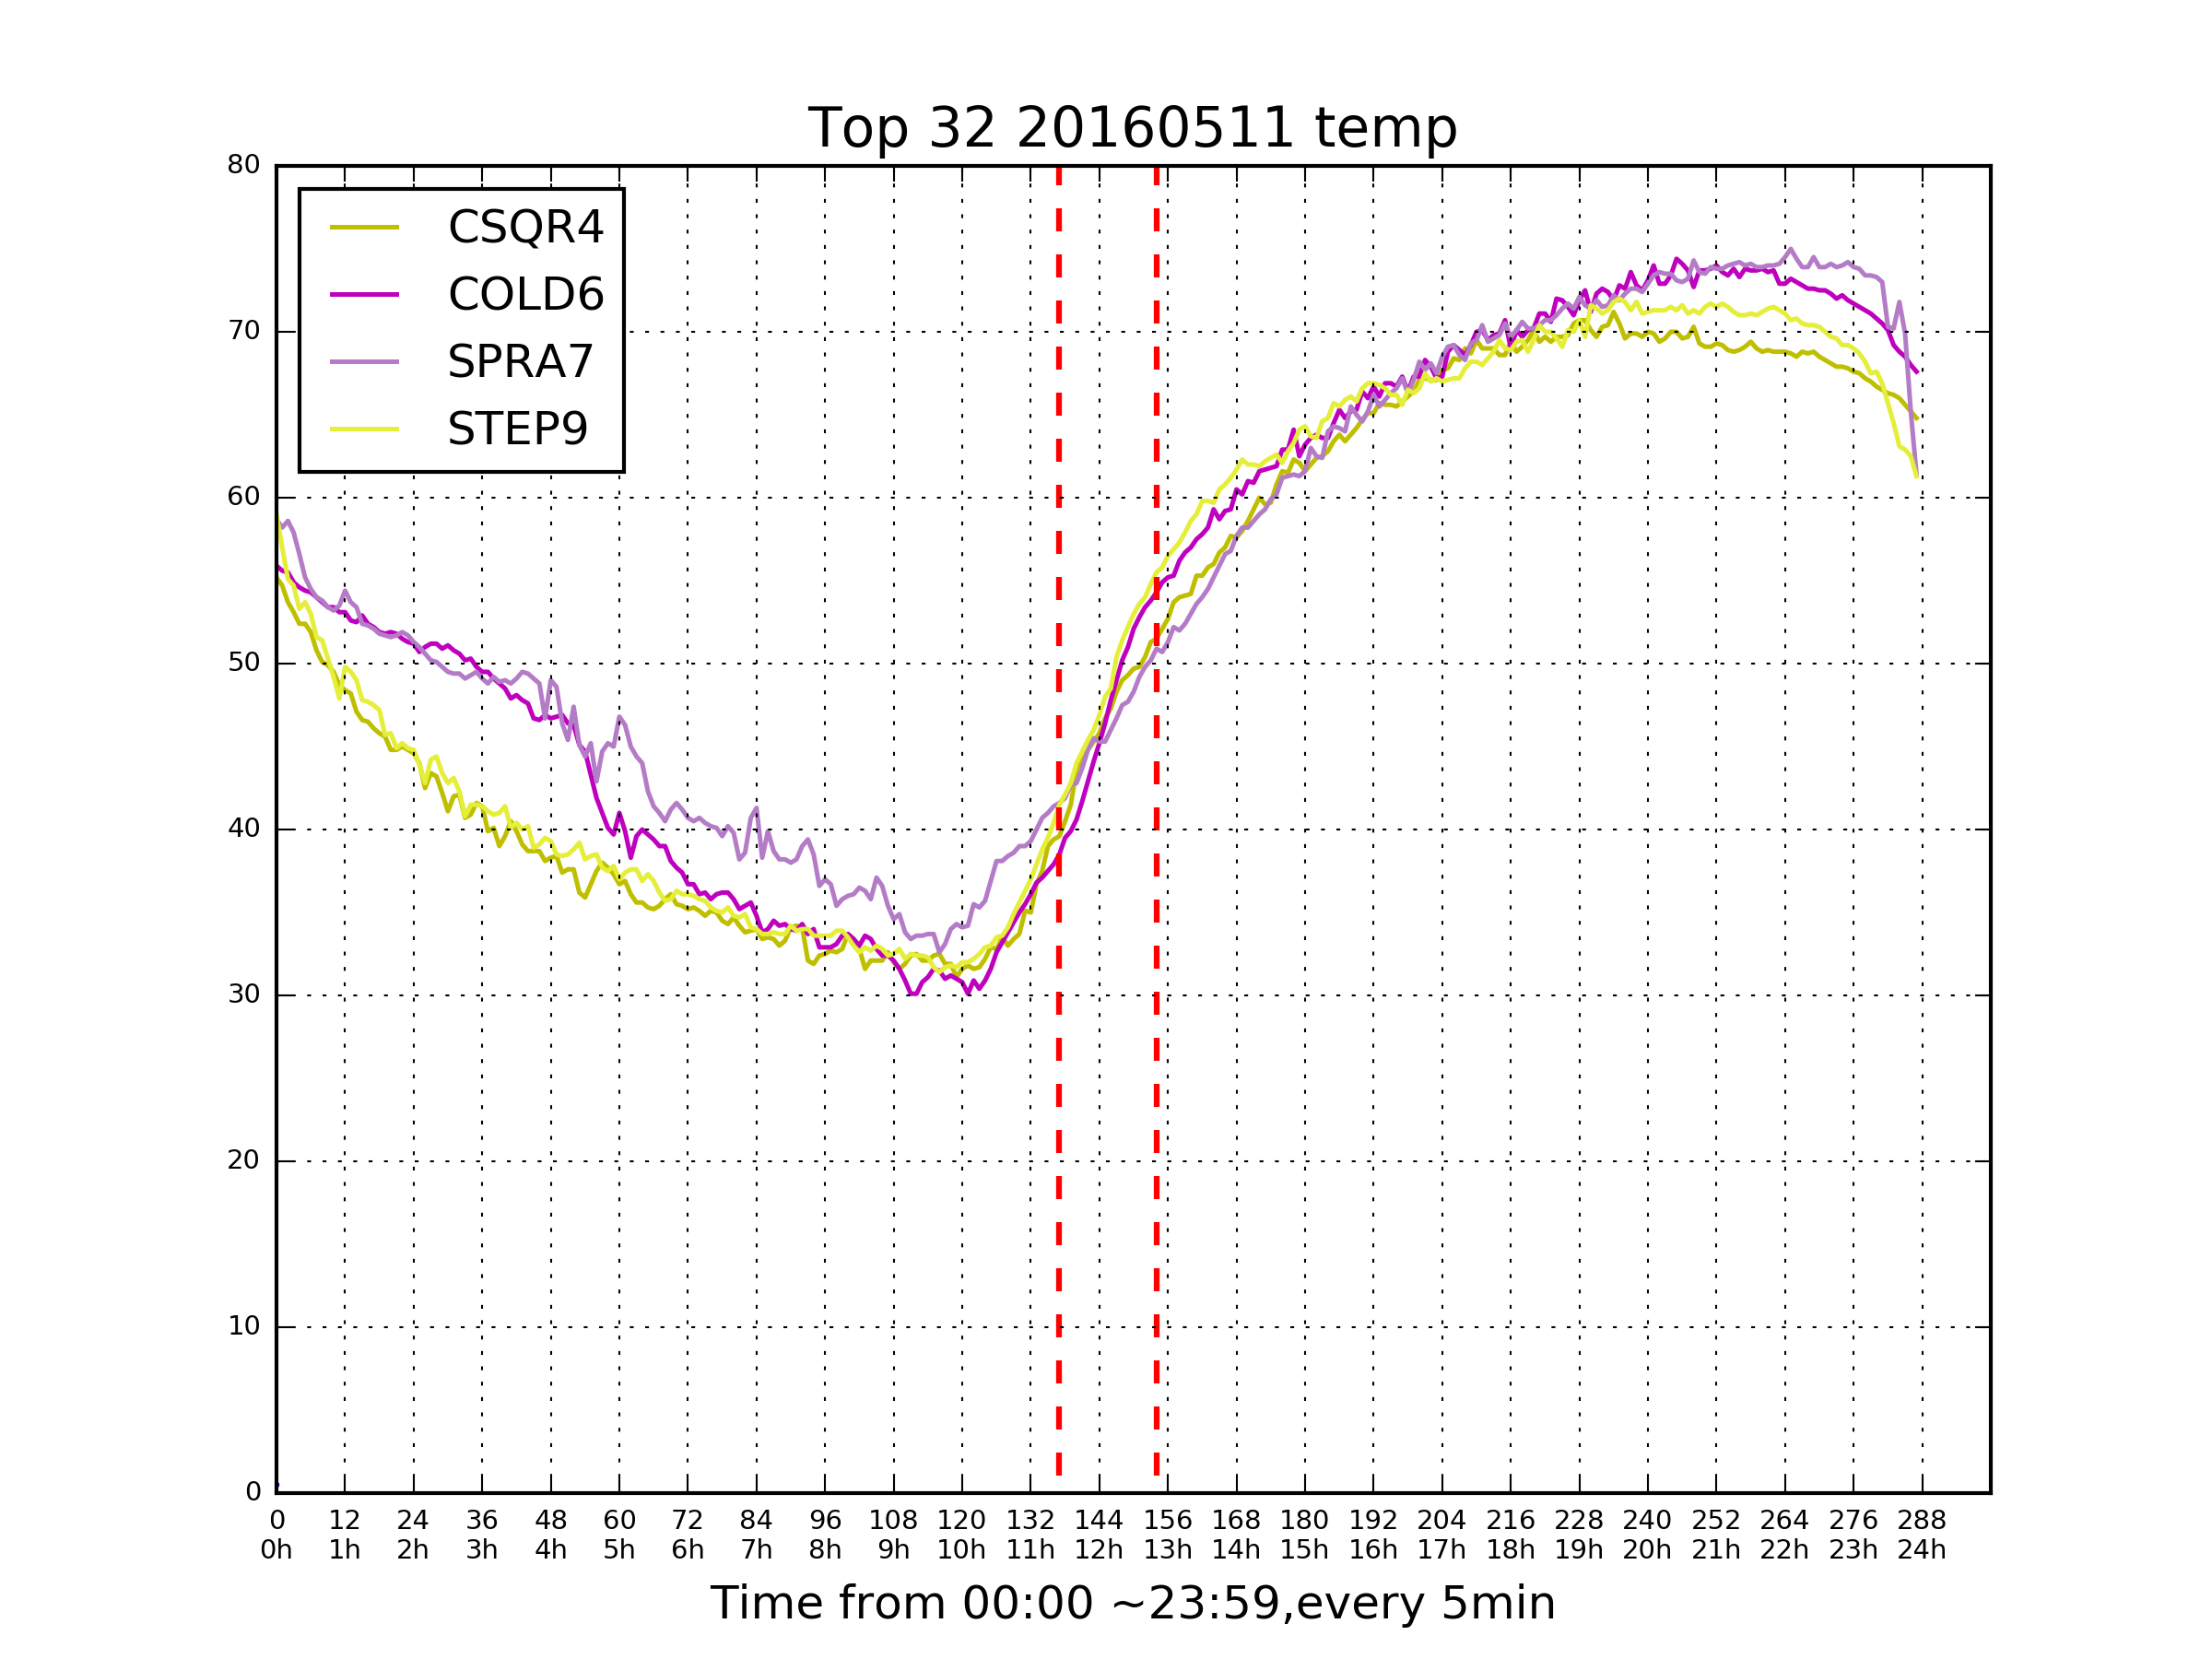 Top 32 20160511 temp
80
70
60
50
40
30
20
10
0
CSQR4
COLD6
SPRA7
STEP9
0 12 24 36 48 60 72 84 96 108 120 132 144 156 168 180 192 204 216 228 240 252 264 276 288
0h 1h 2h 3h 4h 5h 6h 7h 8h 9h 10h 11h 12h 13h 14h 15h 16h 17h 18h 19h 20h 21h 22h 23h 24h
Time from 00:00 ~23:59,every 5min